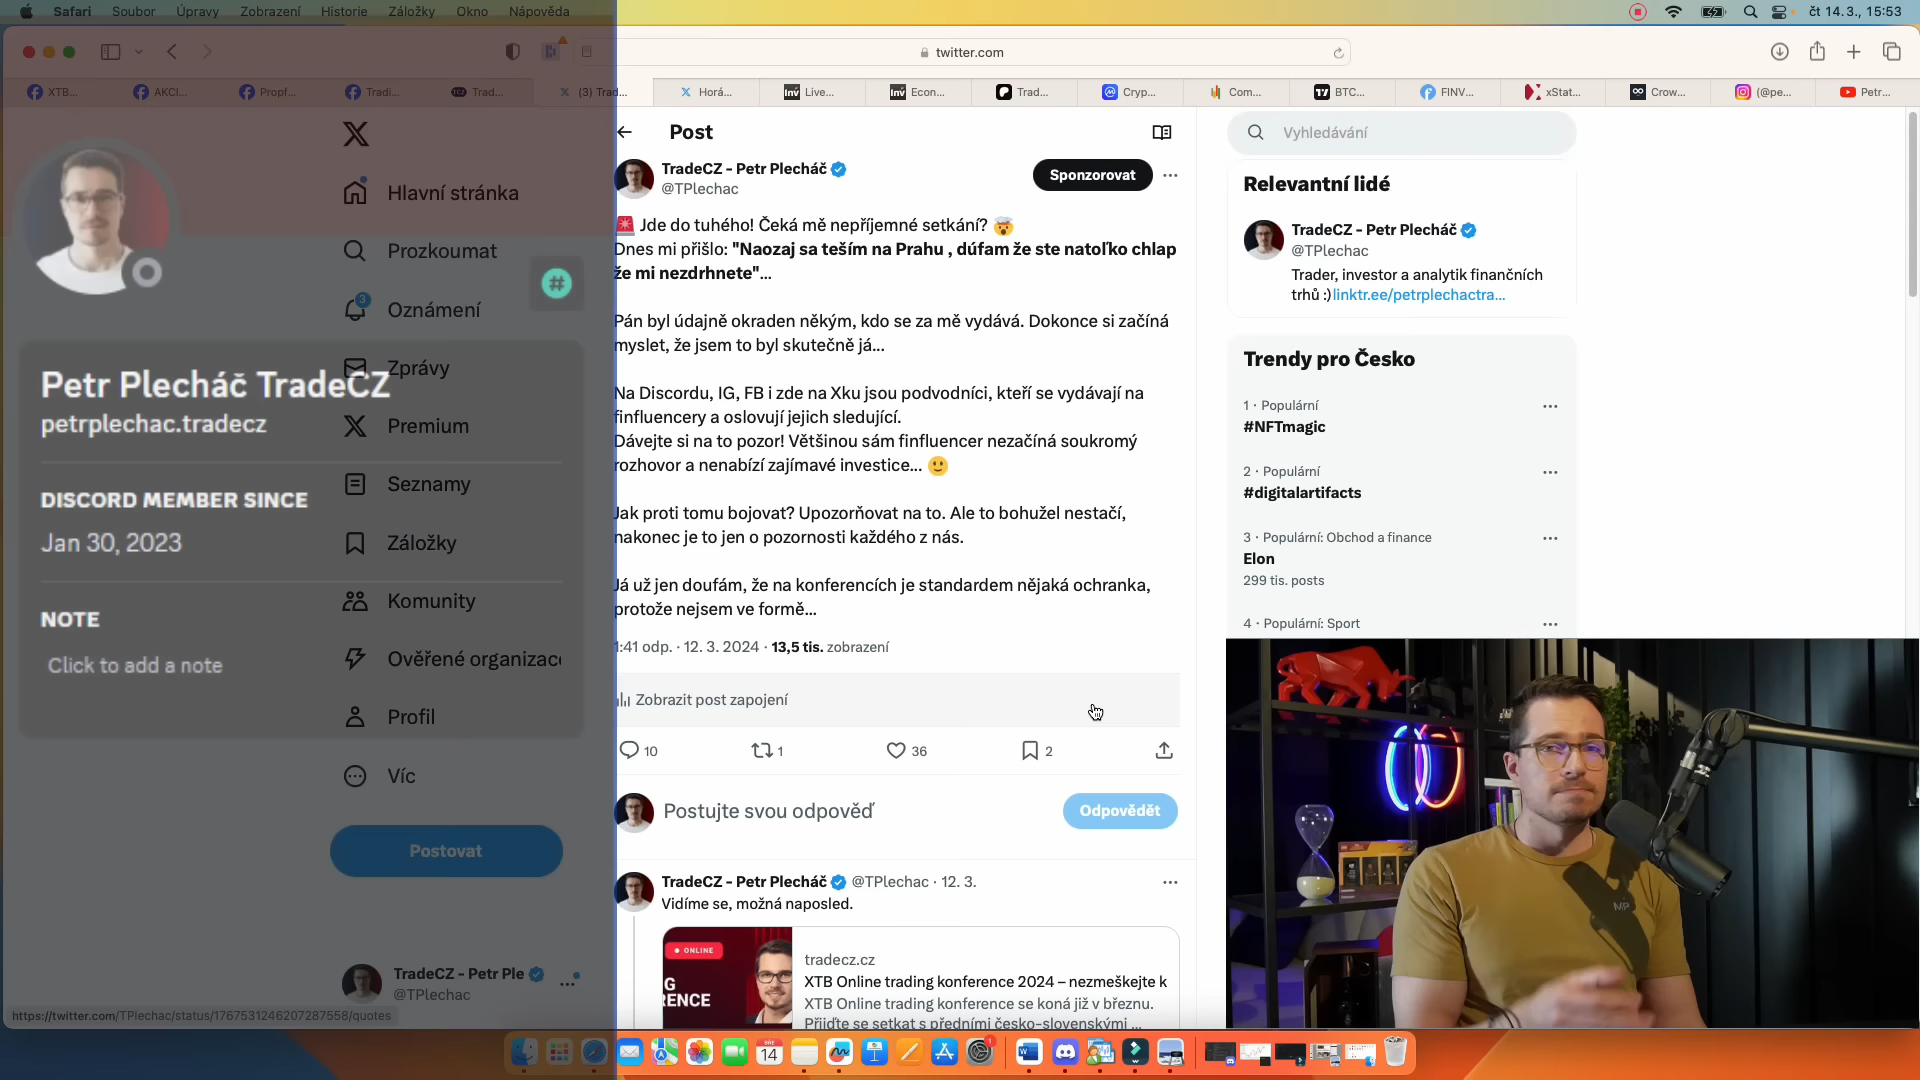 Safari Soubor Úpravy Zobrazení Historie Záložky Okno Nápověda
čt 14.3., 15:53
twitter.com
XTB... AKCI... Propf... Tradi... Trad... (3) Trad... Horá... Live... Econ... Trad... Cryp... Com... BTC... FINV... xStat... Crow... (@pe... Petr...
Hlavní stránka
Prozkoumat
3
Oznámení
Zprávy
Premium
Seznamy
Záložky
Komunity
Ověřené organizac
Profil
Víc
Postovat
TradeCZ - Petr Ple
@TPlechac
https://twitter.com/TPlechac/status/1767531246207287558/quotes
Petr Plecháč TradeCZ
petrplechac.tradecz
DISCORD MEMBER SINCE
Jan 30, 2023
NOTE
Click to add a note
Post
TradeCZ - Petr Plecháč
@TPlechac
Sponzorovat
🚨 Jde do tuhého! Čeká mě nepříjemné setkání? 🤯
Dnes mi přišlo: "Naozaj sa teším na Prahu , dúfam že ste natoľko chlap
že mi nezdrhnete"...
Pán byl údajně okraden někým, kdo se za mě vydává. Dokonce si začíná
myslet, že jsem to byl skutečně já...
Na Discordu, IG, FB i zde na Xku jsou podvodníci, kteří se vydávají na
finfluencery a oslovují jejich sledující.
Dávejte si na to pozor! Většinou sám finfluencer nezačíná soukromý
rozhovor a nenabízí zajímavé investice... 🙂
Jak proti tomu bojovat? Upozorňovat na to. Ale to bohužel nestačí,
nakonec je to jen o pozornosti každého z nás.
Já už jen doufám, že na konferencích je standardem nějaká ochranka,
protože nejsem ve formě...
1:41 odp. · 12. 3. 2024 · 13,5 tis. zobrazení
Zobrazit post zapojení
10 1 36 2
Postujte svou odpověď
Odpovědět
TradeCZ - Petr Plecháč @TPlechac · 12. 3.
Vidíme se, možná naposled.
ONLINE
G
RENCE
tradecz.cz
XTB Online trading konference 2024 – nezmeškejte k
XTB Online trading konference se koná již v březnu.
Přijďte se setkat s předními česko-slovenskými ...
Vyhledávání
Relevantní lidé
TradeCZ - Petr Plecháč
@TPlechac
Trader, investor a analytik finančních
trhů :)linktr.ee/petrplechactra...
Trendy pro Česko
1 · Populární
#NFTmagic
2 · Populární
#digitalartifacts
3 · Populární: Obchod a finance
Elon
299 tis. posts
4 · Populární: Sport
MP
BŘE
14
1